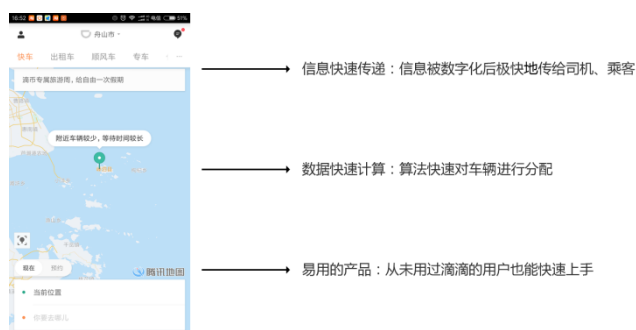 16:52
57%
舟山市
快车 出租车 顺风车 专车
满市专属旅游周,给自由一次假期
附近车辆较少,等待时间较长
现在 预约
腾讯地图
当前位置
你要去哪儿
信息快速传递:信息被数字化后极快地传给司机、乘客
数据快速计算:算法快速对车辆进行分配
易用的产品:从未用过滴滴的用户也能快速上手